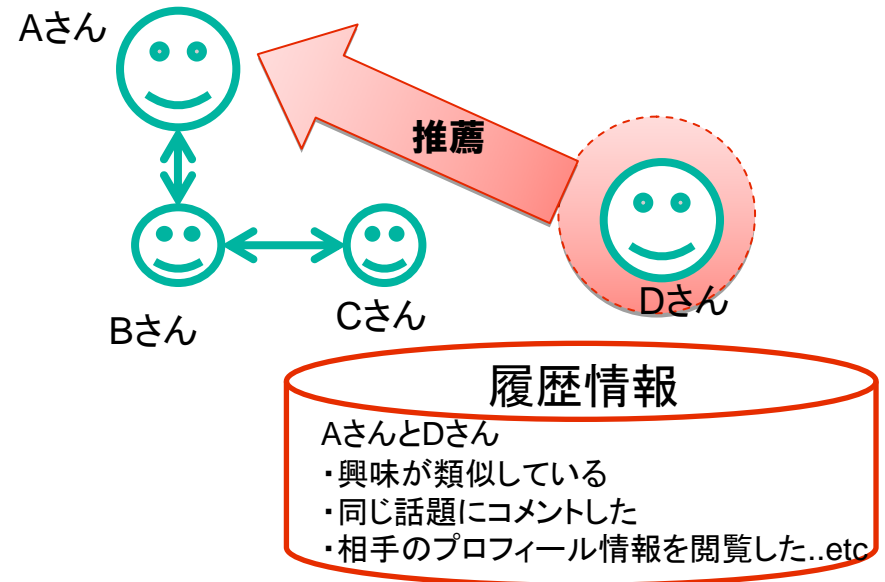 Aさん
推薦
Dさん
Bさん
Cさん
履歴情報
AさんとDさん
・興味が類似している
・同じ話題にコメントした
・相手のプロフィール情報を閲覧した..etc